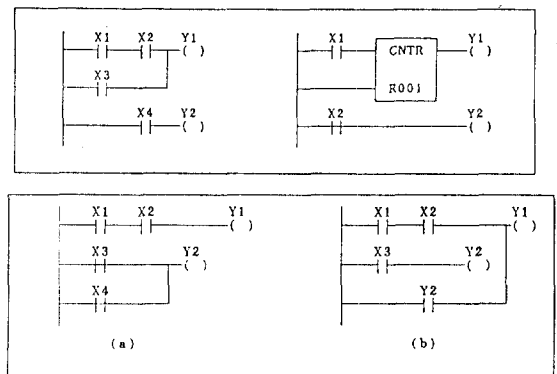 X1 X2 Y1
( )
X3
X4 Y2
( )
X1 CNTR Y1
( )
R001
X2 Y2
( )
X1 X2 Y1
( )
X3 Y2
( )
X4
(a)
X1 X2 Y1
( )
X3 Y2
( )
Y2
(b)